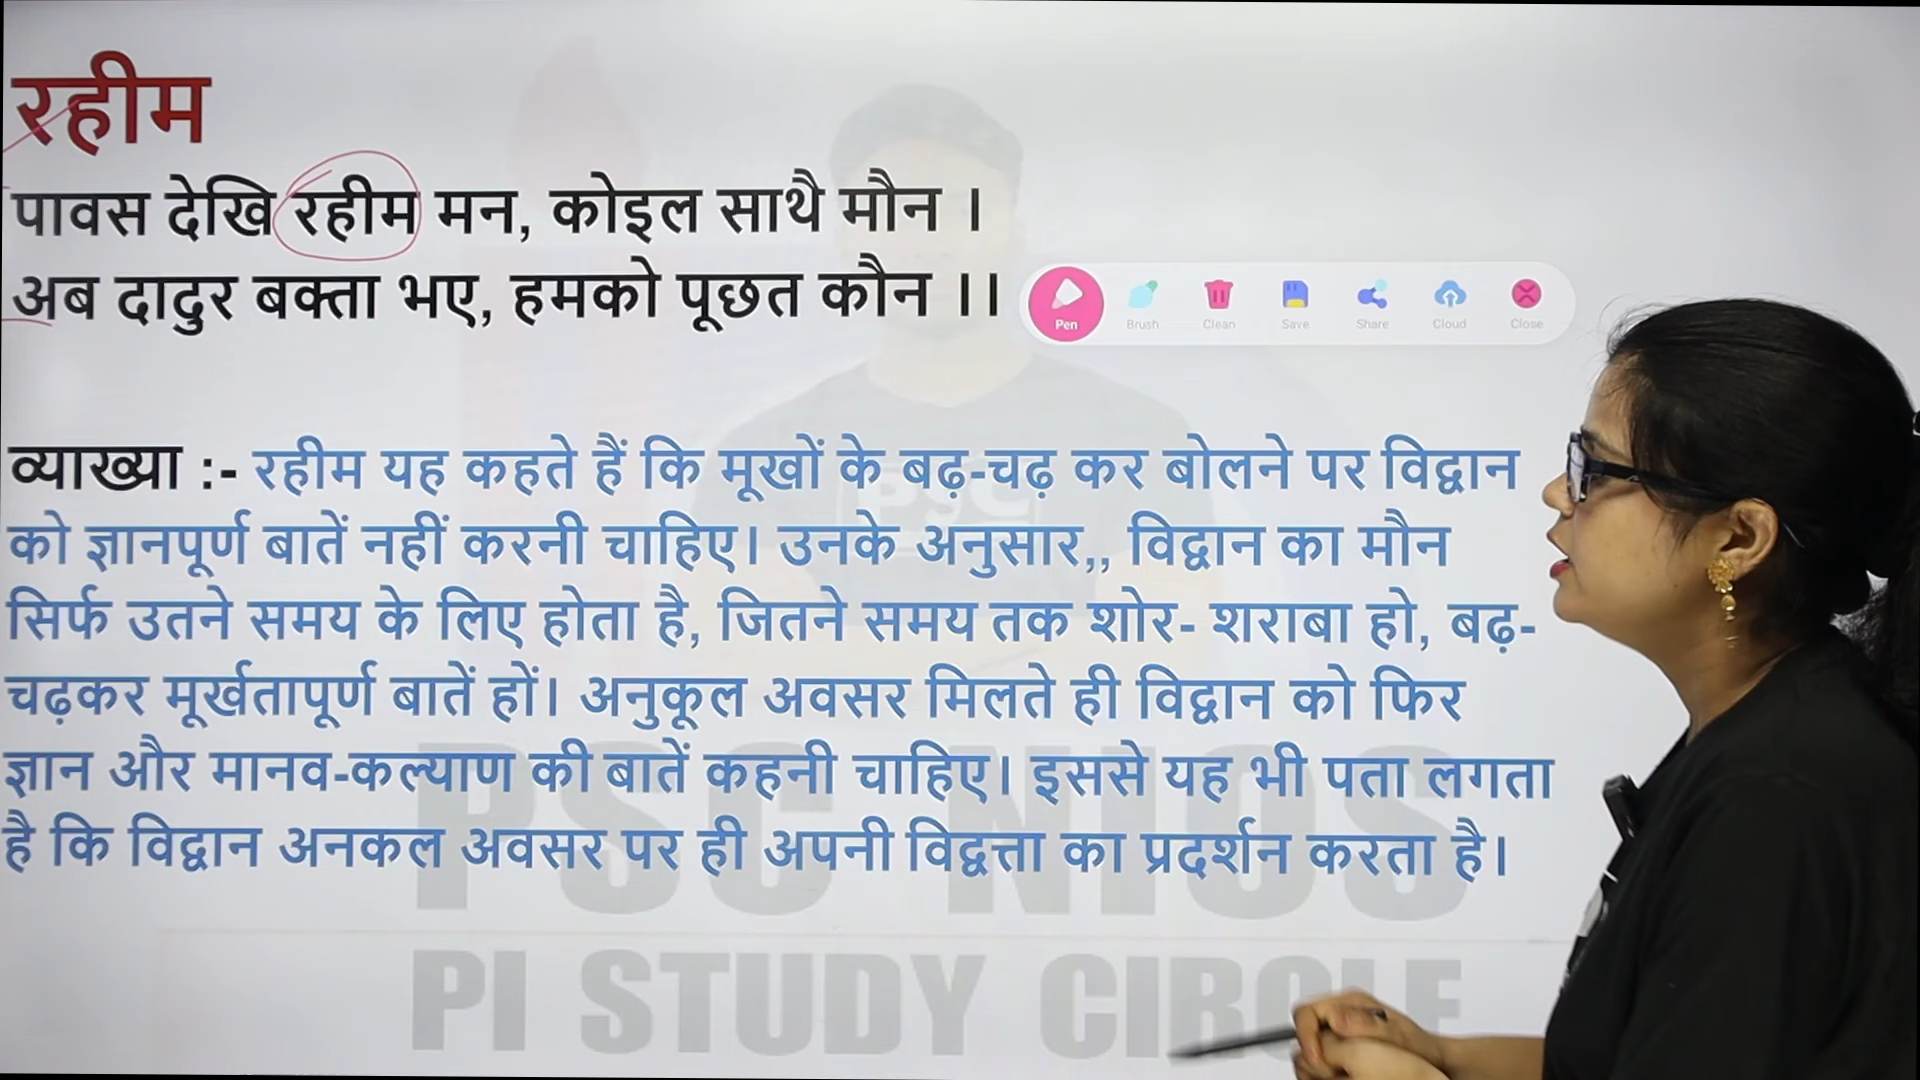 रहीम
पावस देखि रहीम मन, कोइल साथै मौन ।
अब दादुर बक्ता भए, हमको पूछत कौन ।।
Pen Brush Clean Save Share Cloud Close
व्याख्या :- रहीम यह कहते हैं कि मूखों के बढ़-चढ़ कर बोलने पर विद्वान
को ज्ञानपूर्ण बातें नहीं करनी चाहिए। उनके अनुसार,, विद्वान का मौन
सिर्फ उतने समय के लिए होता है, जितने समय तक शोर- शराबा हो, बढ़-
चढ़कर मूर्खतापूर्ण बातें हों। अनुकूल अवसर मिलते ही विद्वान को फिर
ज्ञान और मानव-कल्याण की बातें कहनी चाहिए। इससे यह भी पता लगता
है कि विद्वान अनकल अवसर पर ही अपनी विद्वत्ता का प्रदर्शन करता है।
PSC
PSC NIOS
PI STUDY CIRCLE